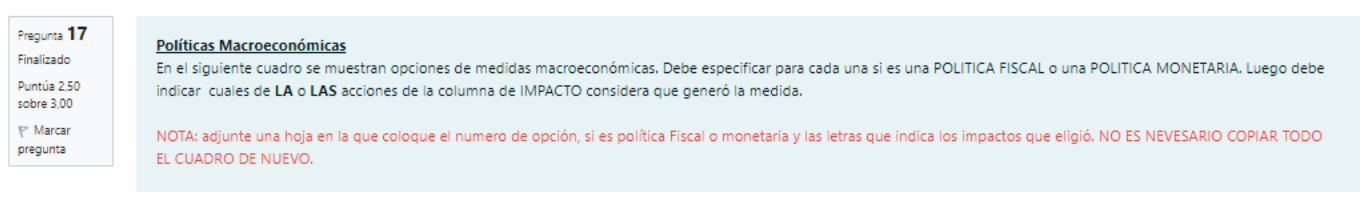 Pregunta 17
Finalizado
Puntúa 2,50
sobre 3,00
Marcar
pregunta
Políticas Macroeconómicas
En el siguiente cuadro se muestran opciones de medidas macroeconómicas. Debe especificar para cada una si es una POLITICA FISCAL o una POLITICA MONETARIA. Luego debe
indicar cuales de LA o LAS acciones de la columna de IMPACTO considera que generó la medida.
NOTA: adjunte una hoja en la que coloque el numero de opción, si es política Fiscal o monetaria y las letras que indica los impactos que eligió. NO ES NEVESARIO COPIAR TODO
EL CUADRO DE NUEVO.